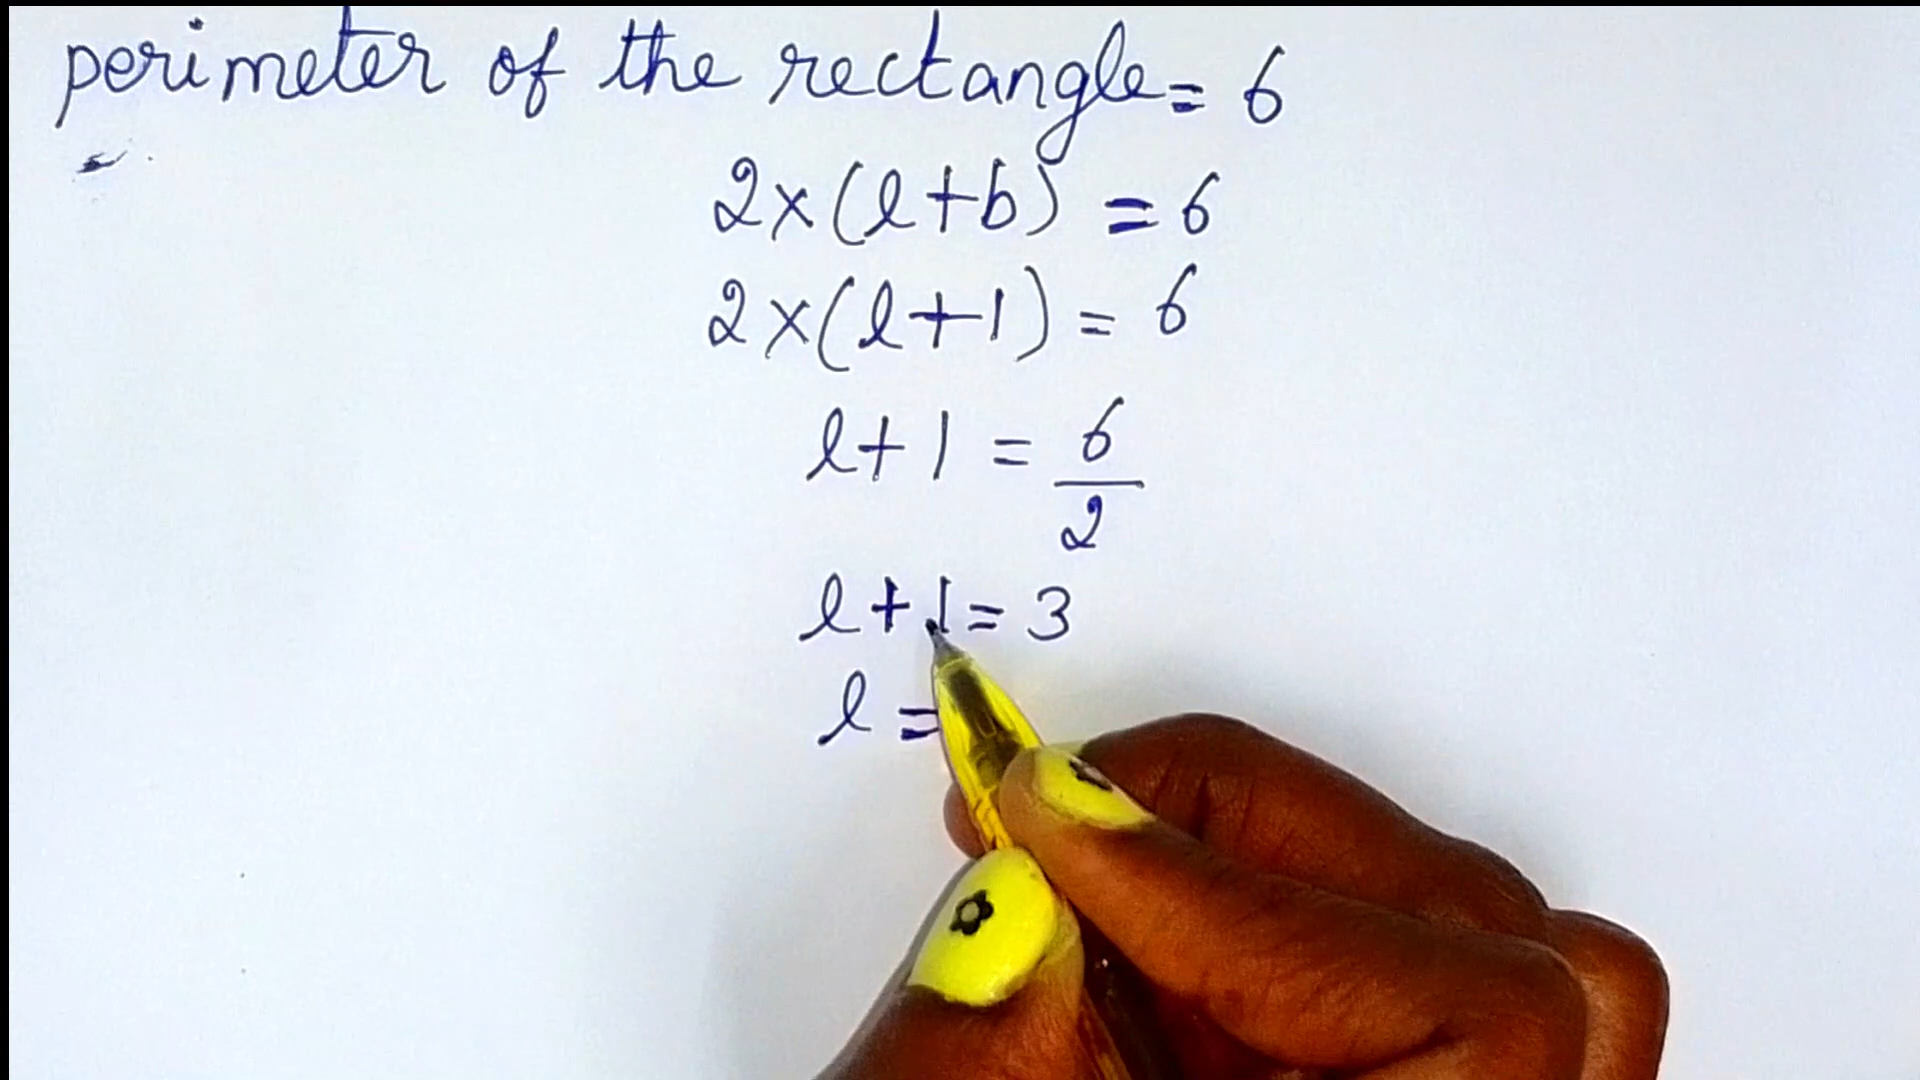 perimeter of the rectangle = 6
2×(l+b) = 6
2×(l+1) = 6
l+1 = 6/2
l+1 = 3
l =